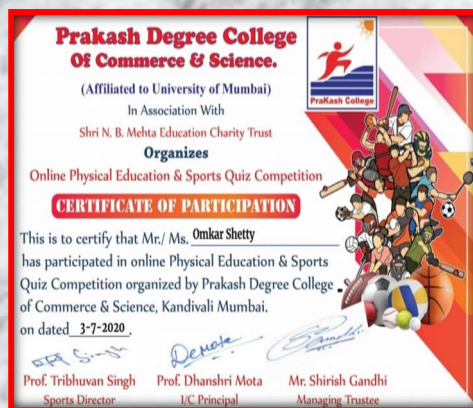 Prakash Degree College
Of Commerce & Science.
PraKash College
(Affiliated to University of Mumbai)
In Association With
Shri N. B. Mehta Education Charity Trust
Organizes
Online Physical Education & Sports Quiz Competition
CERTIFICATE OF PARTICIPATION
This is to certify that Mr./ Ms. Omkar Shetty
has participated in online Physical Education & Sports
Quiz Competition organized by Prakash Degree College
of Commerce & Science, Kandivali Mumbai.
on dated 3-7-2020.
Prof. Tribhuvan Singh
Sports Director
Prof. Dhanshri Mota
I/C Principal
Mr. Shirish Gandhi
Managing Trustee